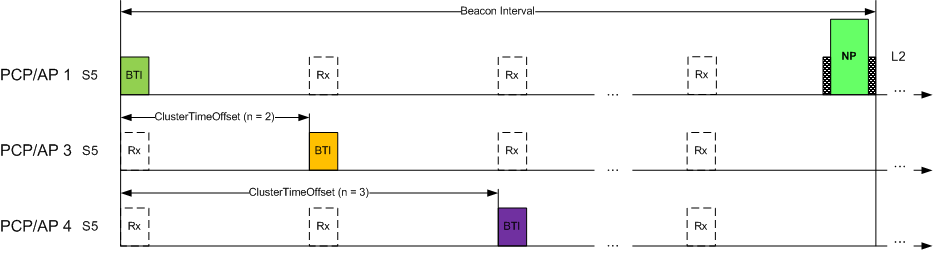 Beacon Interval
PCP/AP 1 S5 BTI Rx Rx ... Rx NP L2 ...
ClusterTimeOffset (n = 2)
PCP/AP 3 S5 Rx BTI Rx ... Rx ...
ClusterTimeOffset (n = 3)
PCP/AP 4 S5 Rx Rx BTI ... Rx ...